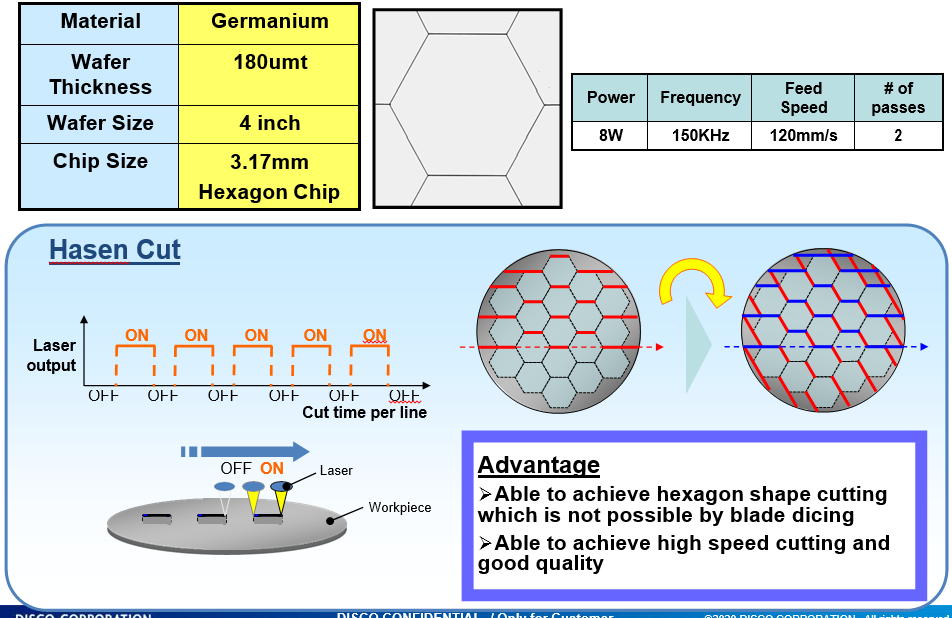 Material Germanium
Wafer Thickness 180umt
Wafer Size 4 inch
Chip Size 3.17mm Hexagon Chip
Power Frequency Feed Speed # of passes
8W 150KHz 120mm/s 2
Hasen Cut
Laser output
ON ON ON ON ON
OFF OFF OFF OFF OFF OFF
Cut time per line
OFF ON
Laser
Workpiece
Advantage
➢Able to achieve hexagon shape cutting
which is not possible by blade dicing
➢Able to achieve high speed cutting and
good quality
DISCO CORPORATION DISCO CONFIDENTIAL / Only for Customer ©2020 DISCO CORPORATION All rights reserved